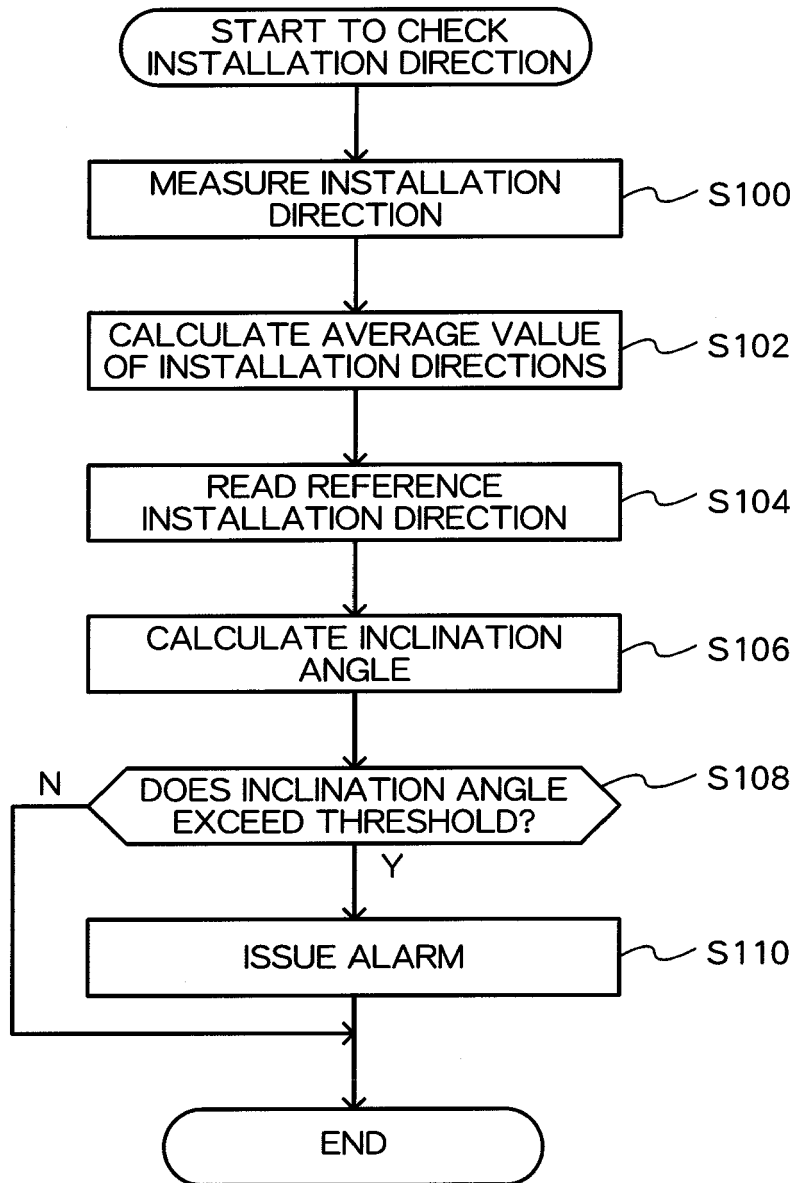 START TO CHECK
INSTALLATION DIRECTION
MEASURE INSTALLATION
DIRECTION
S100
CALCULATE AVERAGE VALUE
OF INSTALLATION DIRECTIONS
S102
READ REFERENCE
INSTALLATION DIRECTION
S104
CALCULATE INCLINATION
ANGLE
S106
N
DOES INCLINATION ANGLE
EXCEED THRESHOLD?
S108
Y
ISSUE ALARM
S110
END